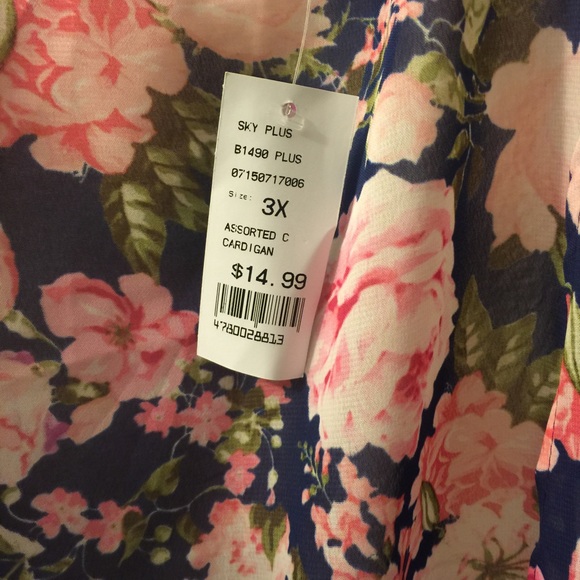 SKY PLUS
B1490 PLUS
07150717006
Size: 3X
ASSORTED C
CARDIGAN
$14.99
4780028813